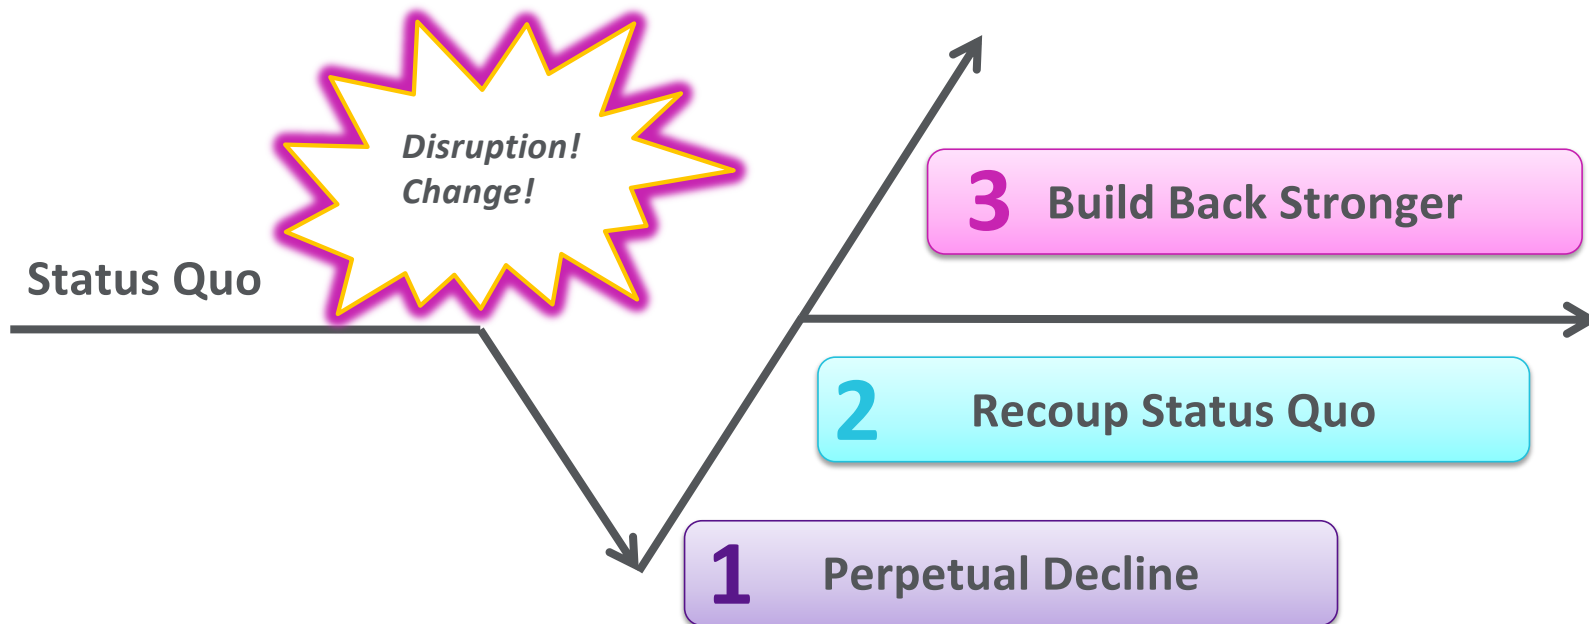 Disruption!
Change!
Status Quo
3 Build Back Stronger
2 Recoup Status Quo
1 Perpetual Decline